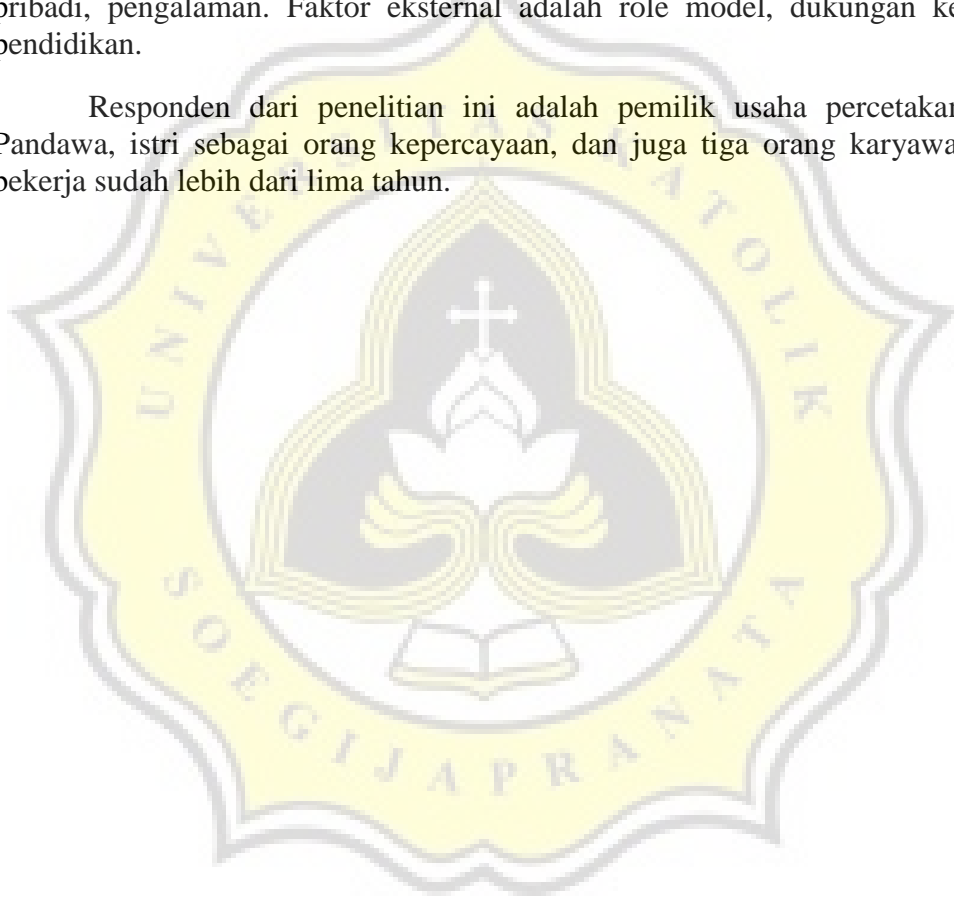 pribadi, pengalaman. Faktor eksternal adalah role model, dukungan ke
pendidikan.
Responden dari penelitian ini adalah pemilik usaha percetakan
Pandawa, istri sebagai orang kepercayaan, dan juga tiga orang karyawa
bekerja sudah lebih dari lima tahun.
UNIVERSITAS KATOLIK
SOEGIJAPRANATA